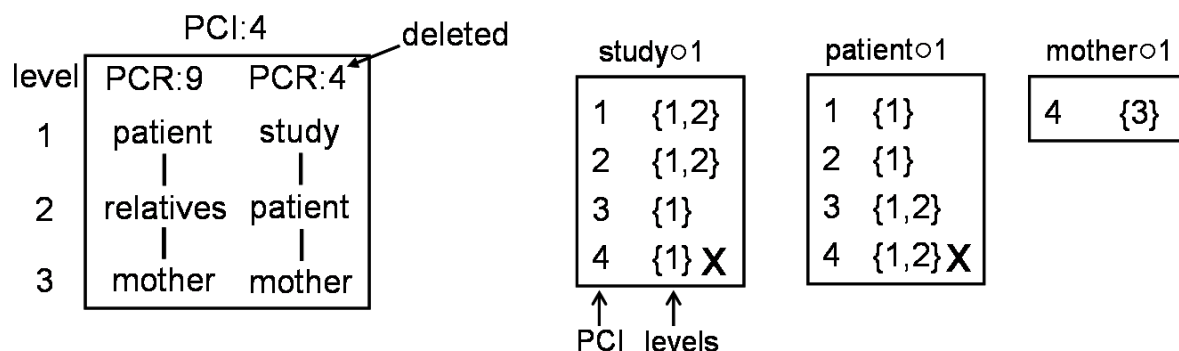 PCI:4
deleted
level PCR:9 PCR:4
1 patient study
2 relatives patient
3 mother mother
study○1
1 {1,2}
2 {1,2}
3 {1}
4 {1} X
PCI levels
patient○1
1 {1}
2 {1}
3 {1,2}
4 {1,2} X
mother○1
4 {3}